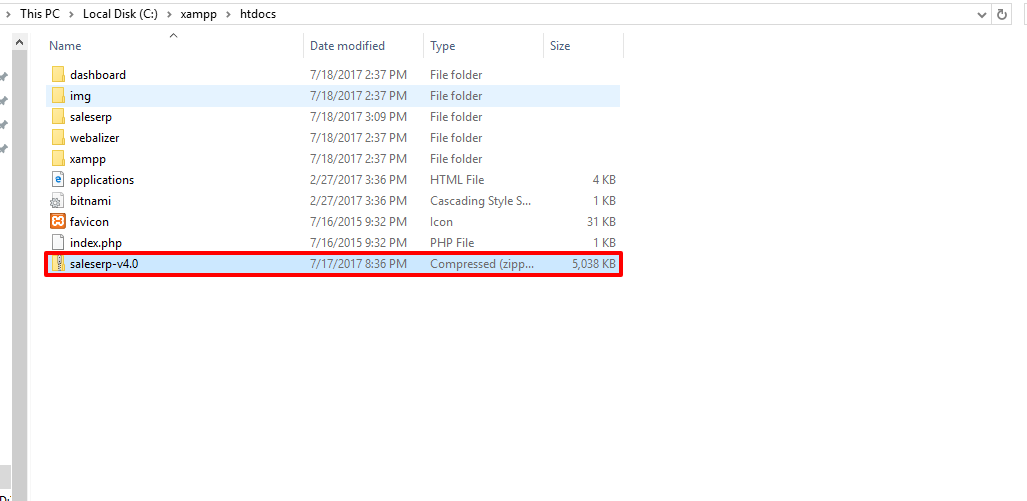 This PC > Local Disk (C:) > xampp > htdocs
Name Date modified Type Size
dashboard 7/18/2017 2:37 PM File folder
img 7/18/2017 2:37 PM File folder
saleserp 7/18/2017 3:09 PM File folder
webalizer 7/18/2017 2:37 PM File folder
xampp 7/18/2017 2:37 PM File folder
applications 2/27/2017 3:36 PM HTML File 4 KB
bitnami 2/27/2017 3:36 PM Cascading Style S... 1 KB
favicon 7/16/2015 9:32 PM Icon 31 KB
index.php 7/16/2015 9:32 PM PHP File 1 KB
saleserp-v4.0 7/17/2017 8:36 PM Compressed (zipp... 5,038 KB